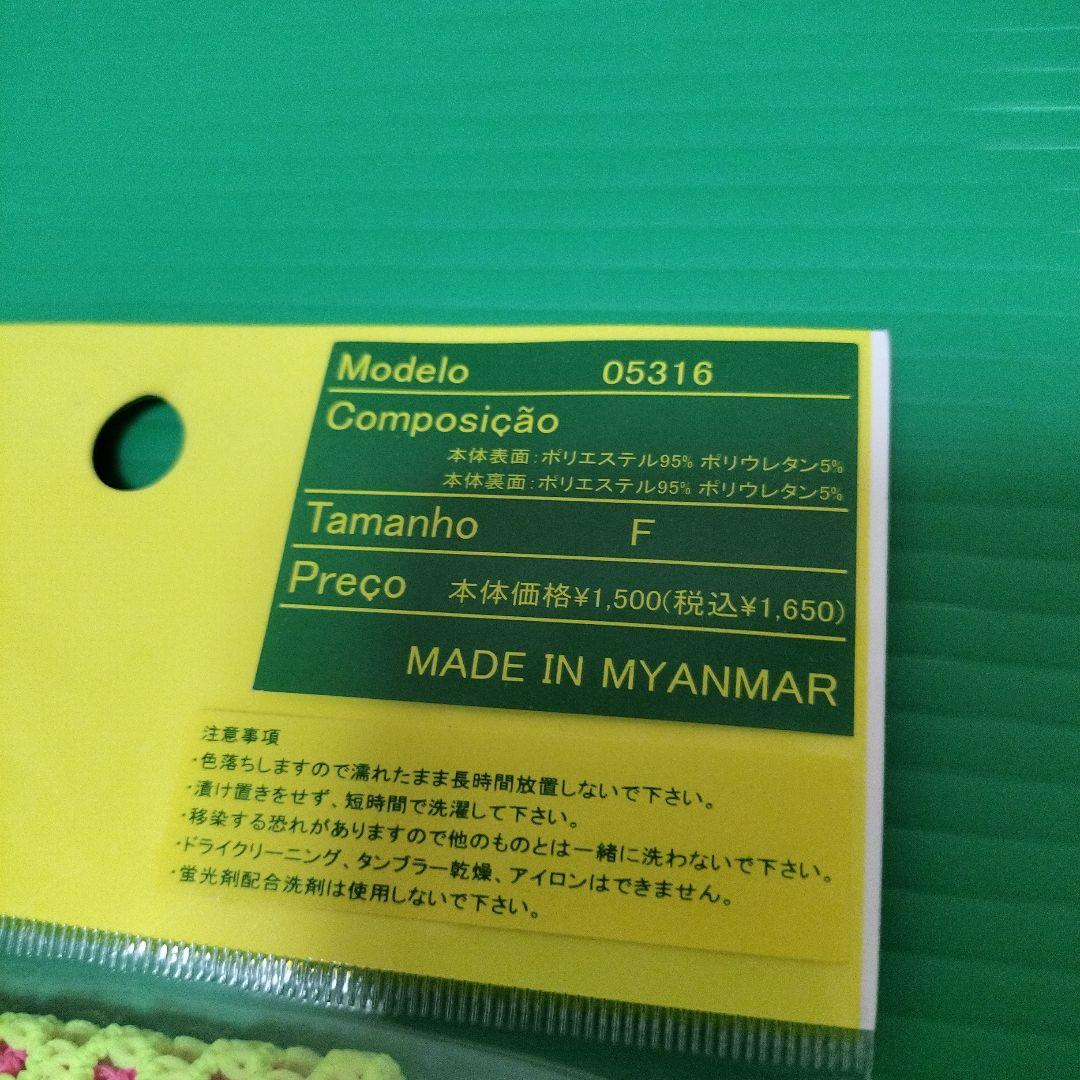 Modelo 05316
Composição
本体表面:ポリエステル95% ポリウレタン5%
本体裏面:ポリエステル95% ポリウレタン5%
Tamanho F
Preço 本体価格¥1,500(税込¥1,650)
MADE IN MYANMAR
注意事項
・色落ちしますので濡れたまま長時間放置しないで下さい。
・漬け置きをせず、短時間で洗濯して下さい。
・移染する恐れがありますので他のものとは一緒に洗わないで下さい。
・ドライクリーニング、タンブラー乾燥、アイロンはできません。
・蛍光剤配合洗剤は使用しないで下さい。